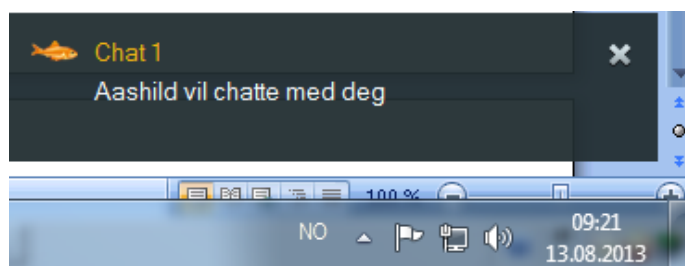 Chat 1
Aashild vil chatte med deg
100 %
NO
09:21
13.08.2013